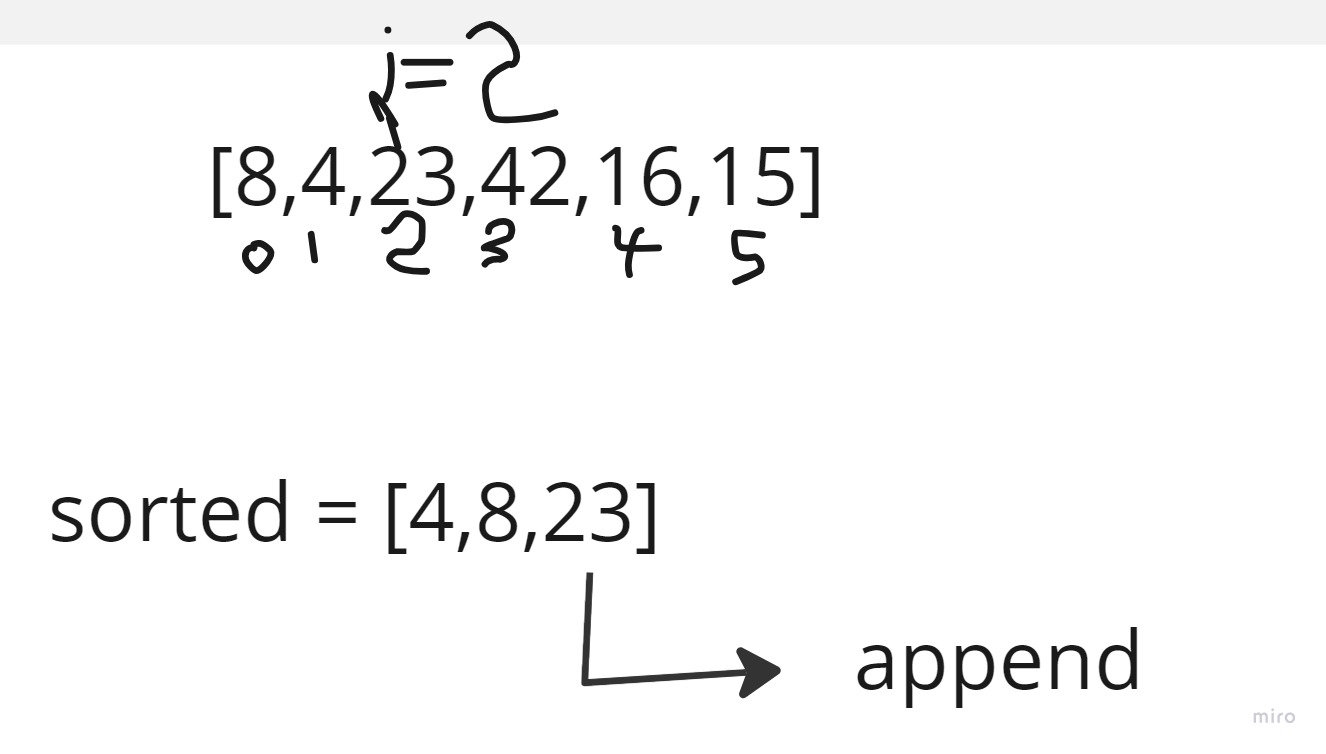 i=2
[8,4,23,42,16,15]
0 1 2 3 4 5
sorted = [4,8,23]
append
miro